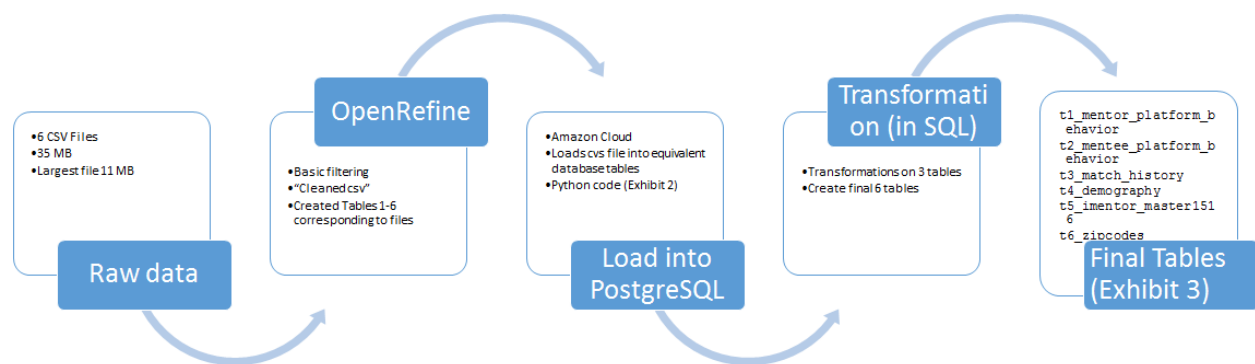 •6 CSV Files
•35 MB
•Largest file 11 MB
Raw data
OpenRefine
•Basic filtering
•“Cleaned csv”
•Created Tables 1-6
corresponding to files
•Amazon Cloud
•Loads cvs file into equivalent
database tables
•Python code (Exhibit 2)
Load into
PostgreSQL
Transformati
on (in SQL)
•Transformations on 3 tables
•Create final 6 tables
t1_mentor_platform_b
ehavior
t2_mentee_platform_b
ehavior
t3_match_history
t4_demography
t5_imentor_master151
6
t6_zipcodes
Final Tables
(Exhibit 3)